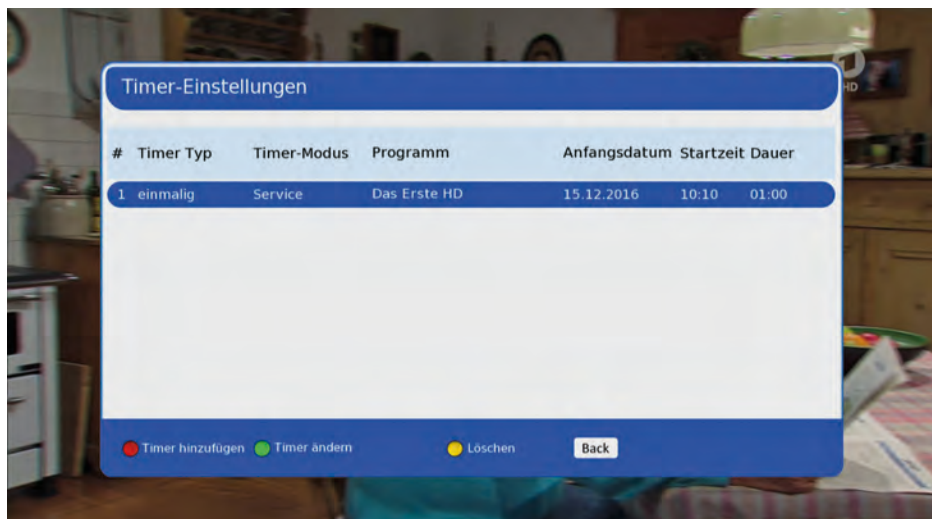 Timer-Einstellungen
HD
# Timer Typ Timer-Modus Programm Anfangsdatum Startzeit Dauer
1 einmalig Service Das Erste HD 15.12.2016 10:10 01:00
Timer hinzufügen Timer ändern Löschen Back